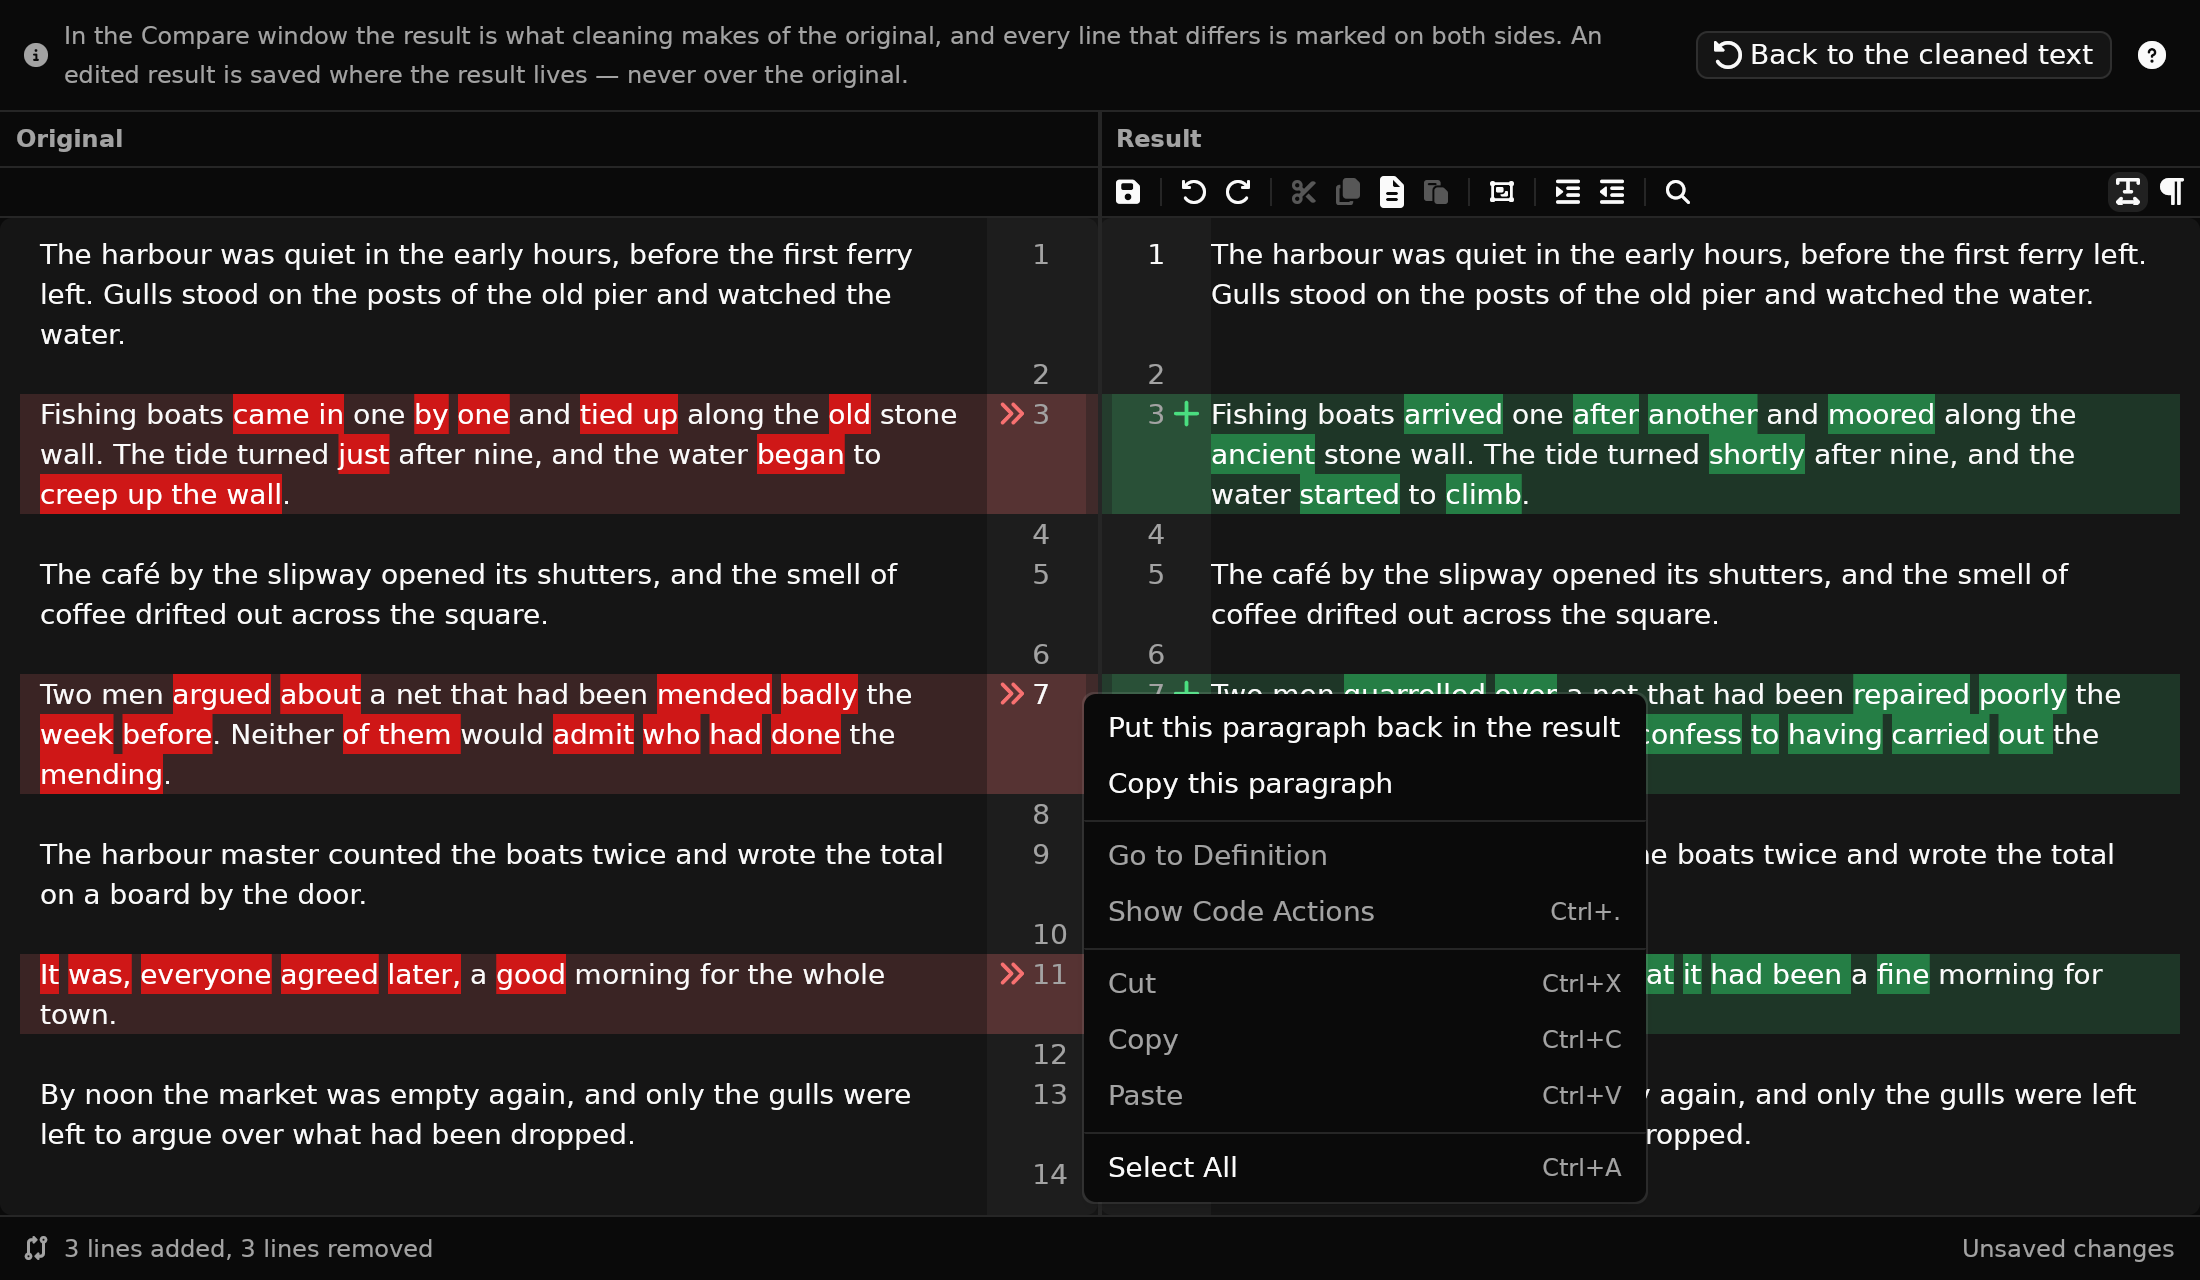 In the Compare window the result is what cleaning makes of the original, and every line that differs is marked on both sides. An
edited result is saved where the result lives — never over the original.
Back to the cleaned text
Original
Result
1
The harbour was quiet in the early hours, before the first ferry
left. Gulls stood on the posts of the old pier and watched the
water.
2
3
Fishing boats came in one by one and tied up along the old stone
wall. The tide turned just after nine, and the water began to
creep up the wall.
4
5
The café by the slipway opened its shutters, and the smell of
coffee drifted out across the square.
6
7
Two men argued about a net that had been mended badly the
week before. Neither of them would admit who had done the
mending.
8
9
The harbour master counted the boats twice and wrote the total
on a board by the door.
10
11
It was, everyone agreed later, a good morning for the whole
town.
12
13
By noon the market was empty again, and only the gulls were
left to argue over what had been dropped.
14
1
The harbour was quiet in the early hours, before the first ferry left.
Gulls stood on the posts of the old pier and watched the water.
2
3
Fishing boats arrived one after another and moored along the
ancient stone wall. The tide turned shortly after nine, and the
water started to climb.
4
5
The café by the slipway opened its shutters, and the smell of
coffee drifted out across the square.
6
7
Two men quarrelled over a net that had been repaired poorly the
confess to having carried out the
boats twice and wrote the total
it had been a fine morning for
again, and only the gulls were left
Put this paragraph back in the result
Copy this paragraph
Go to Definition
Show Code Actions Ctrl+.
Cut Ctrl+X
Copy Ctrl+C
Paste Ctrl+V
Select All Ctrl+A
3 lines added, 3 lines removed
Unsaved changes